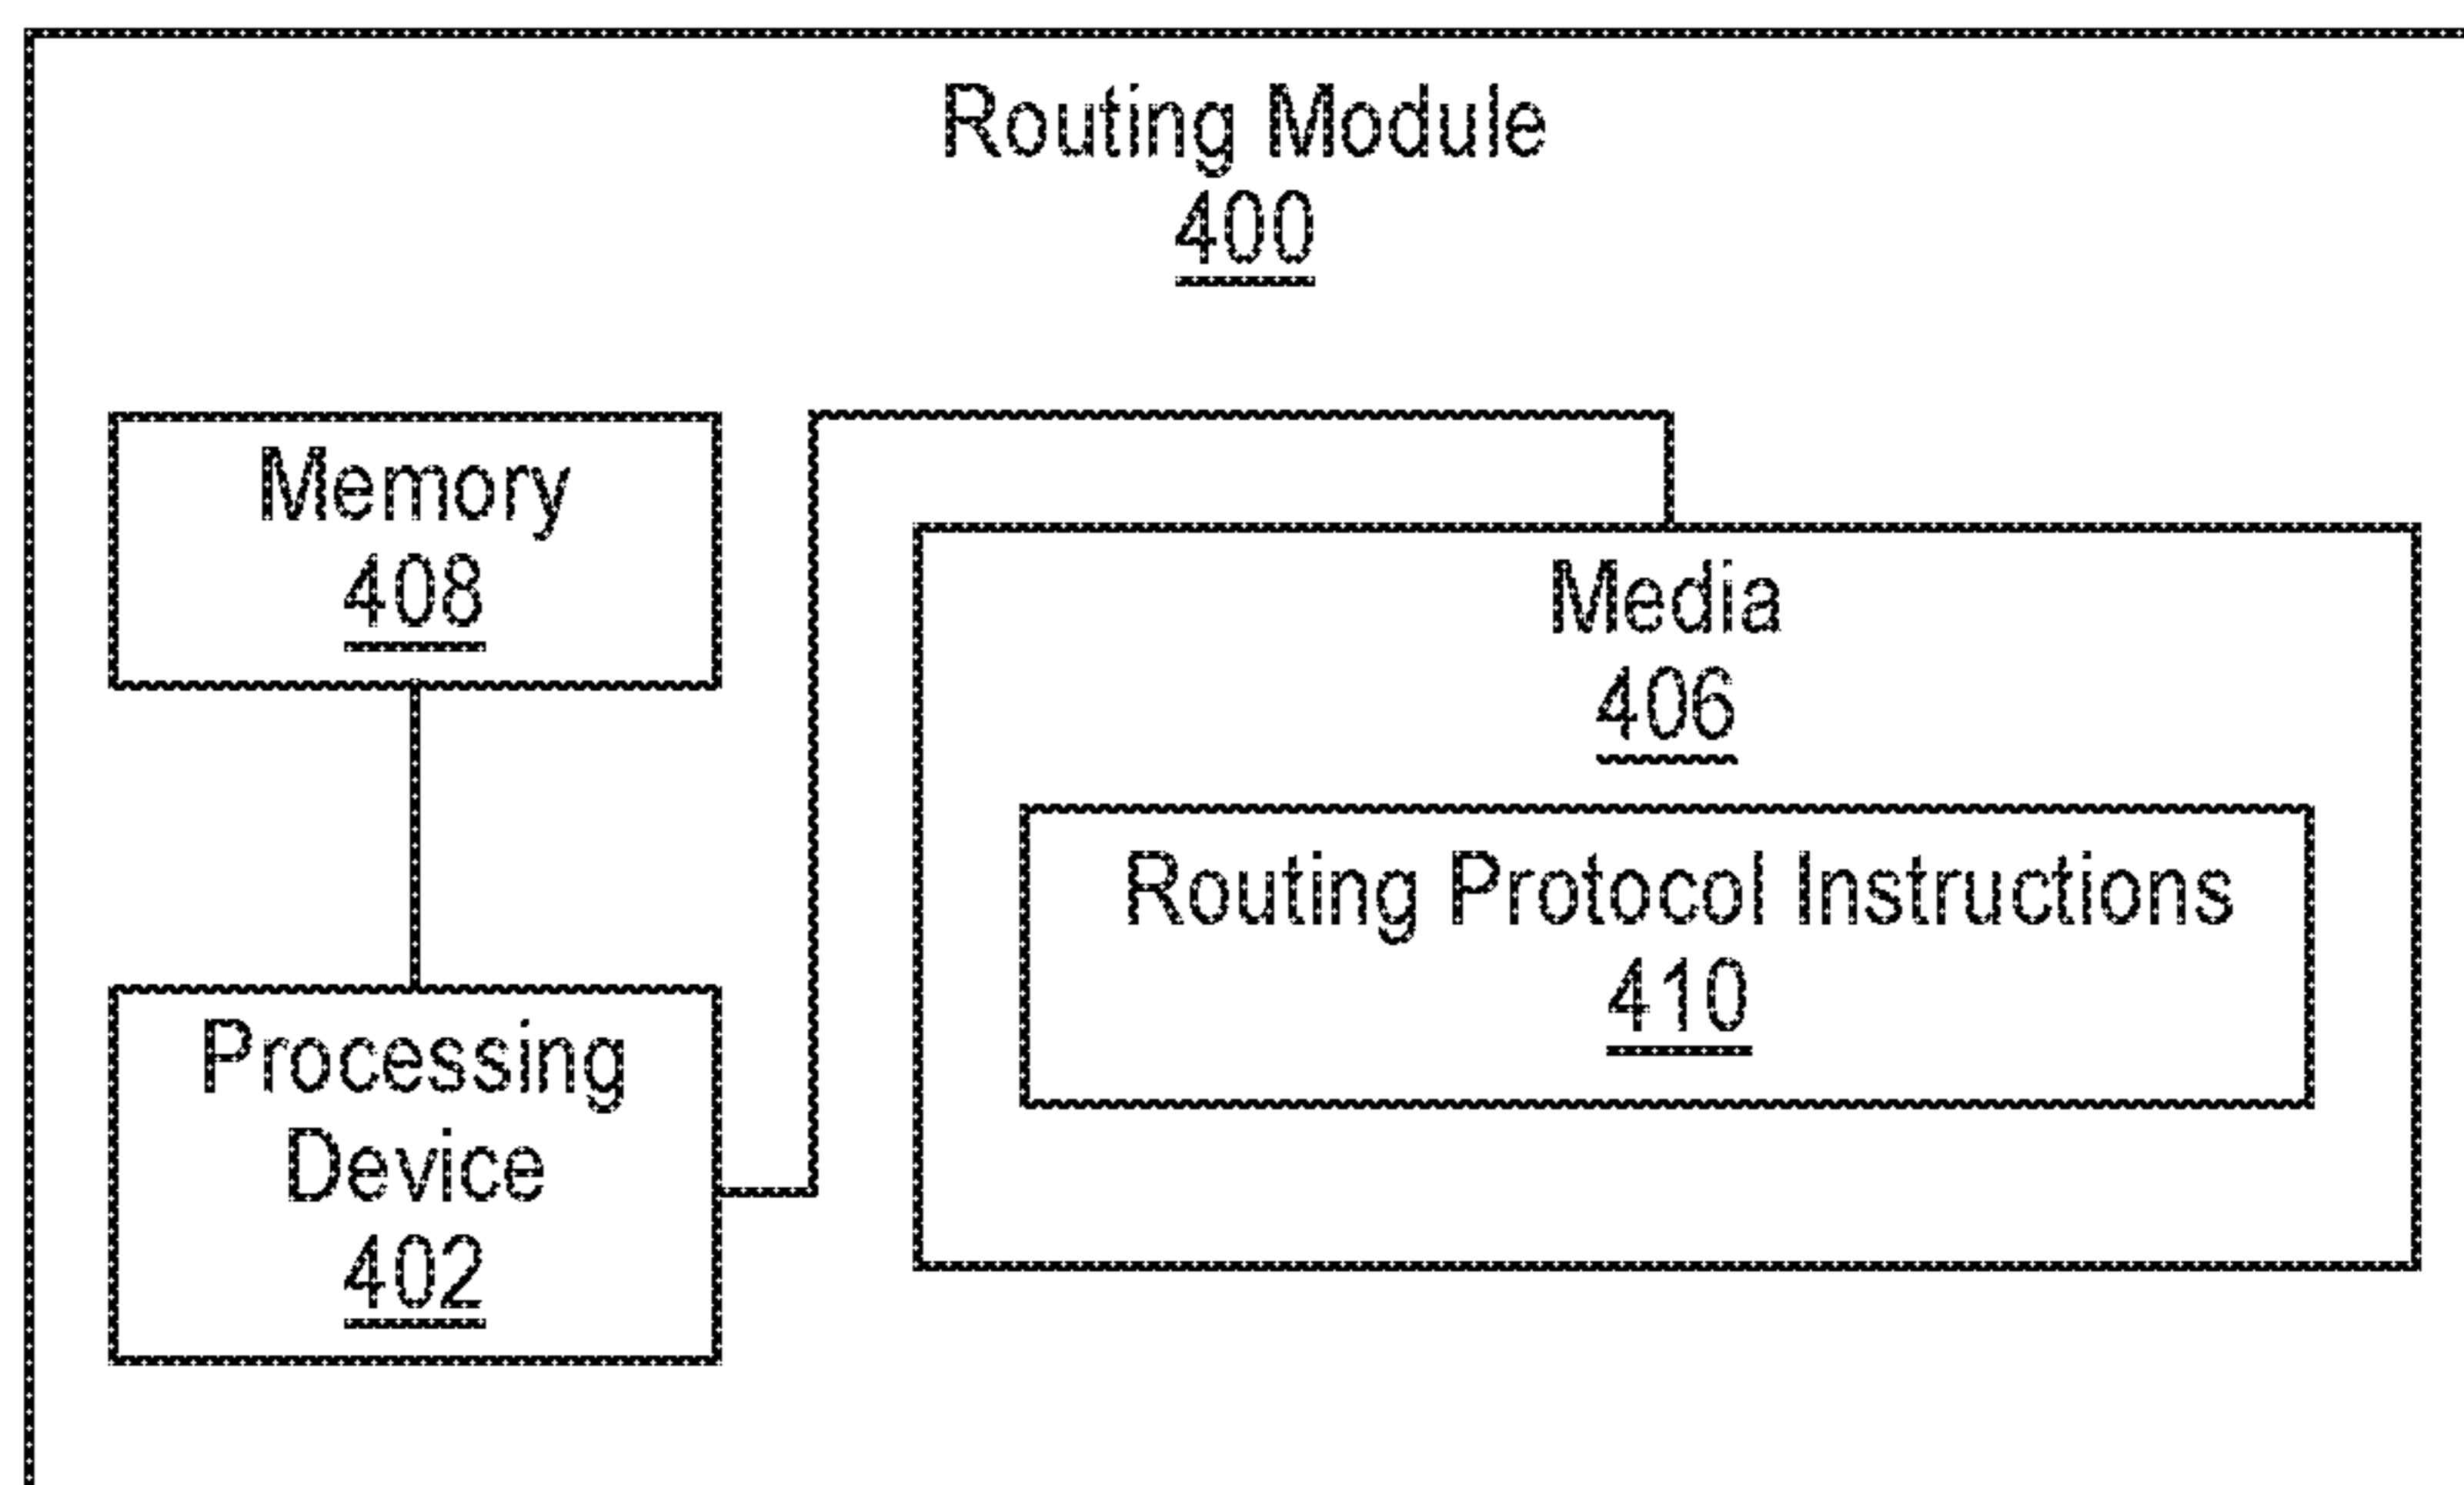 Routing Module
400
Memory
408
Processing
Device
402
Media
406
Routing Protocol Instructions
410